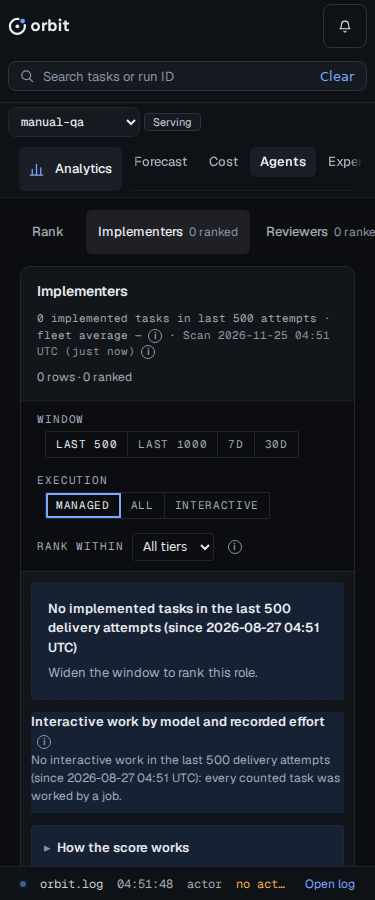 orbit
Search tasks or run ID Clear
manual-qa Serving
Analytics Forecast Cost Agents Exper
Rank Implementers 0 ranked Reviewers 0 ranke
Implementers
0 implemented tasks in last 500 attempts ·
fleet average — i · Scan 2026-11-25 04:51
UTC (just now) i
0 rows · 0 ranked
WINDOW
LAST 500 LAST 1000 7D 30D
EXECUTION
MANAGED ALL INTERACTIVE
RANK WITHIN All tiers i
No implemented tasks in the last 500
delivery attempts (since 2026-08-27 04:51
UTC)
Widen the window to rank this role.
Interactive work by model and recorded effort
i
No interactive work in the last 500 delivery attempts
(since 2026-08-27 04:51 UTC): every counted task was
worked by a job.
▸ How the score works
orbit.log 04:51:48 actor no act… Open log